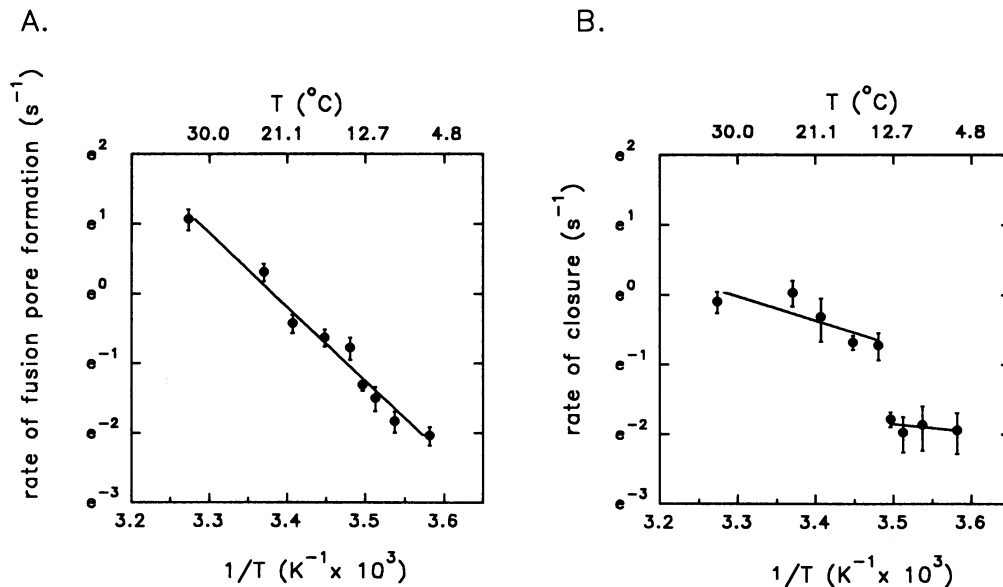 A.
T (°C)
30.0 21.1 12.7 4.8
rate of fusion pore formation (s⁻¹)
e²
e¹
e⁰
e⁻¹
e⁻²
e⁻³
3.2 3.3 3.4 3.5 3.6
1/T (K⁻¹ x 10³)
B.
T (°C)
30.0 21.1 12.7 4.8
rate of closure (s⁻¹)
e²
e¹
e⁰
e⁻¹
e⁻²
e⁻³
3.2 3.3 3.4 3.5 3.6
1/T (K⁻¹ x 10³)